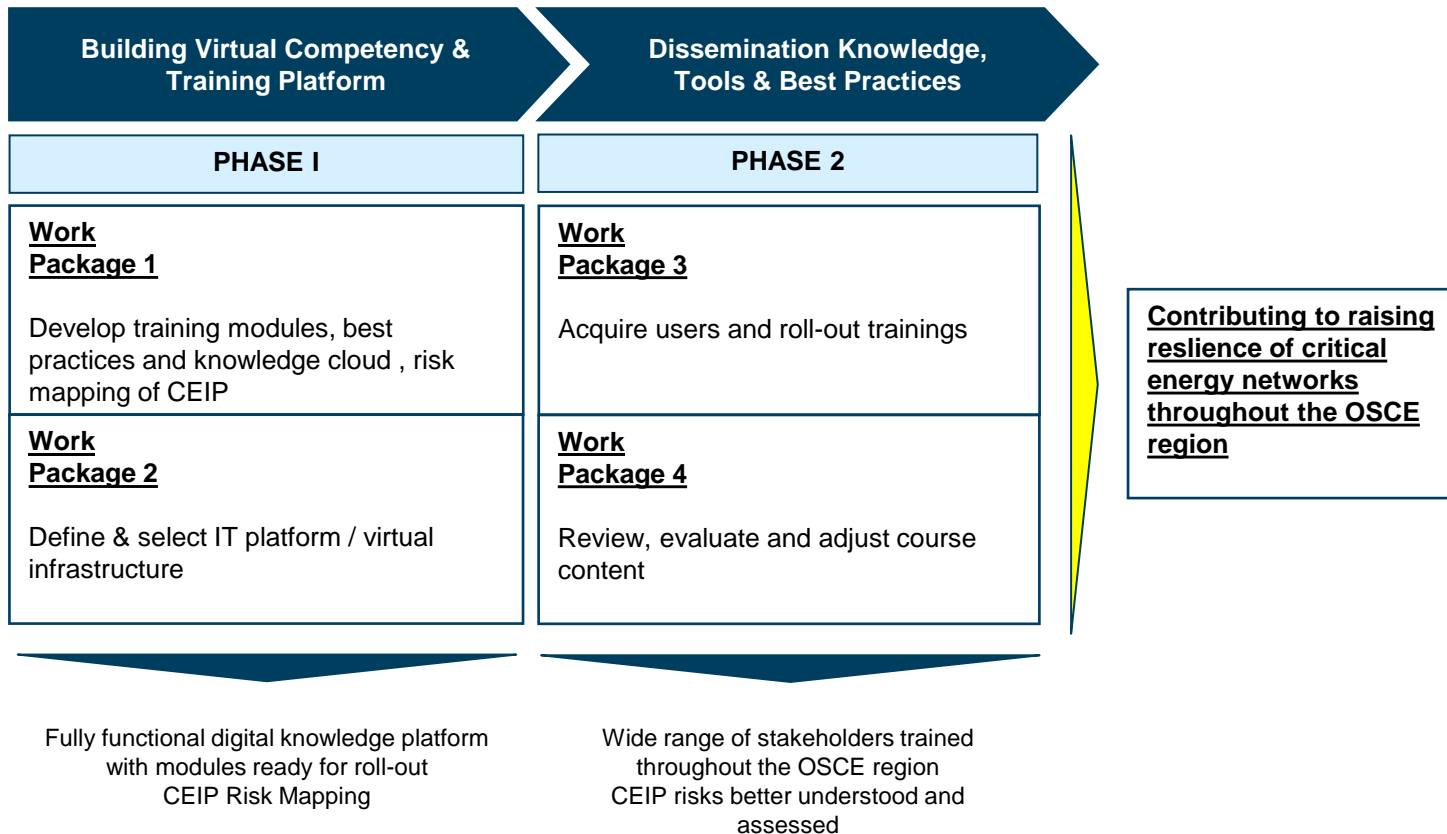 Building Virtual Competency &
Training Platform
Dissemination Knowledge,
Tools & Best Practices
PHASE I
PHASE 2
Work
Package 1
Develop training modules, best
practices and knowledge cloud , risk
mapping of CEIP
Work
Package 3
Acquire users and roll-out trainings
Work
Package 2
Define & select IT platform / virtual
infrastructure
Work
Package 4
Review, evaluate and adjust course
content
Contributing to raising
reslience of critical
energy networks
throughout the OSCE
region
Fully functional digital knowledge platform
with modules ready for roll-out
CEIP Risk Mapping
Wide range of stakeholders trained
throughout the OSCE region
CEIP risks better understood and
assessed